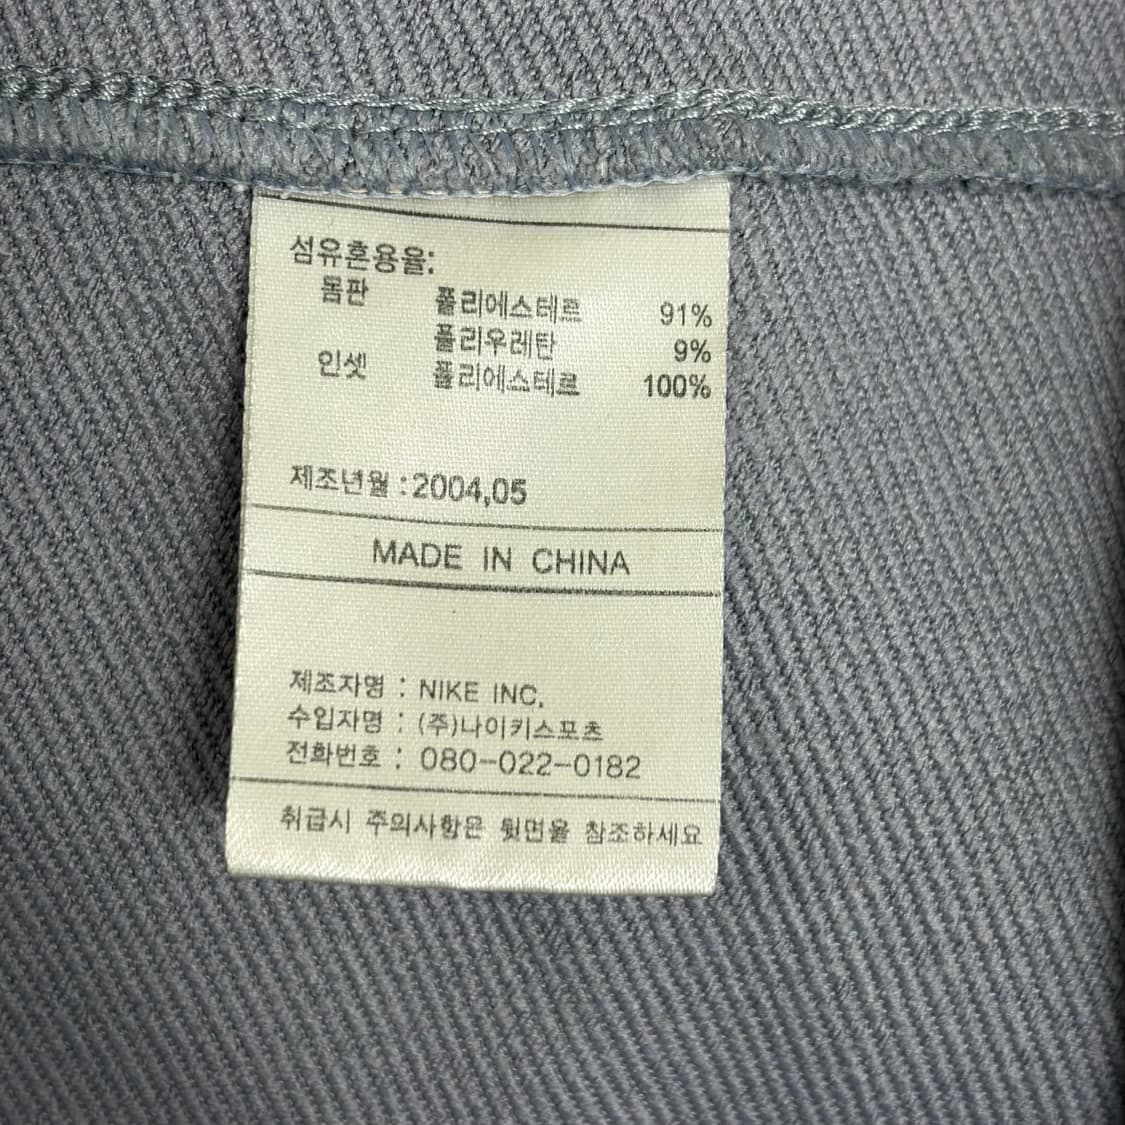 섬유혼용율:
몸판 폴리에스테르 91%
폴리우레탄 9%
인셋 폴리에스테르 100%
제조년월 :2004,05
MADE IN CHINA
제조자명 : NIKE INC.
수입자명 : (주)나이키스포츠
전화번호 : 080-022-0182
취급시 주의사항은 뒷면을 참조하세요